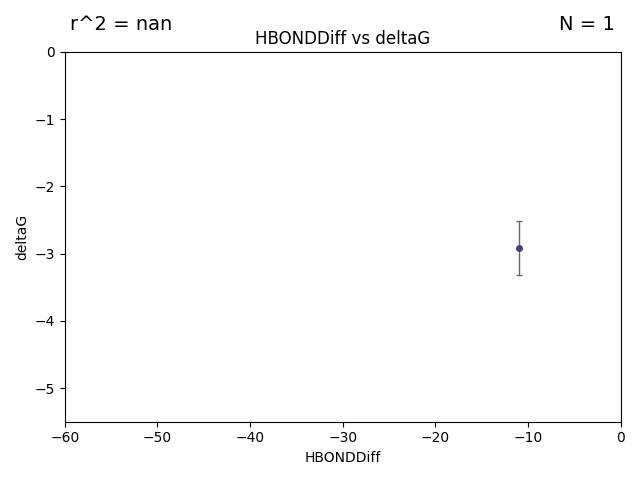 r^2 = nan N = 1
HBONDDiff vs deltaG
0
−1
−2
−3
−4
−5
deltaG
−60 −50 −40 −30 −20 −10 0
HBONDDiff